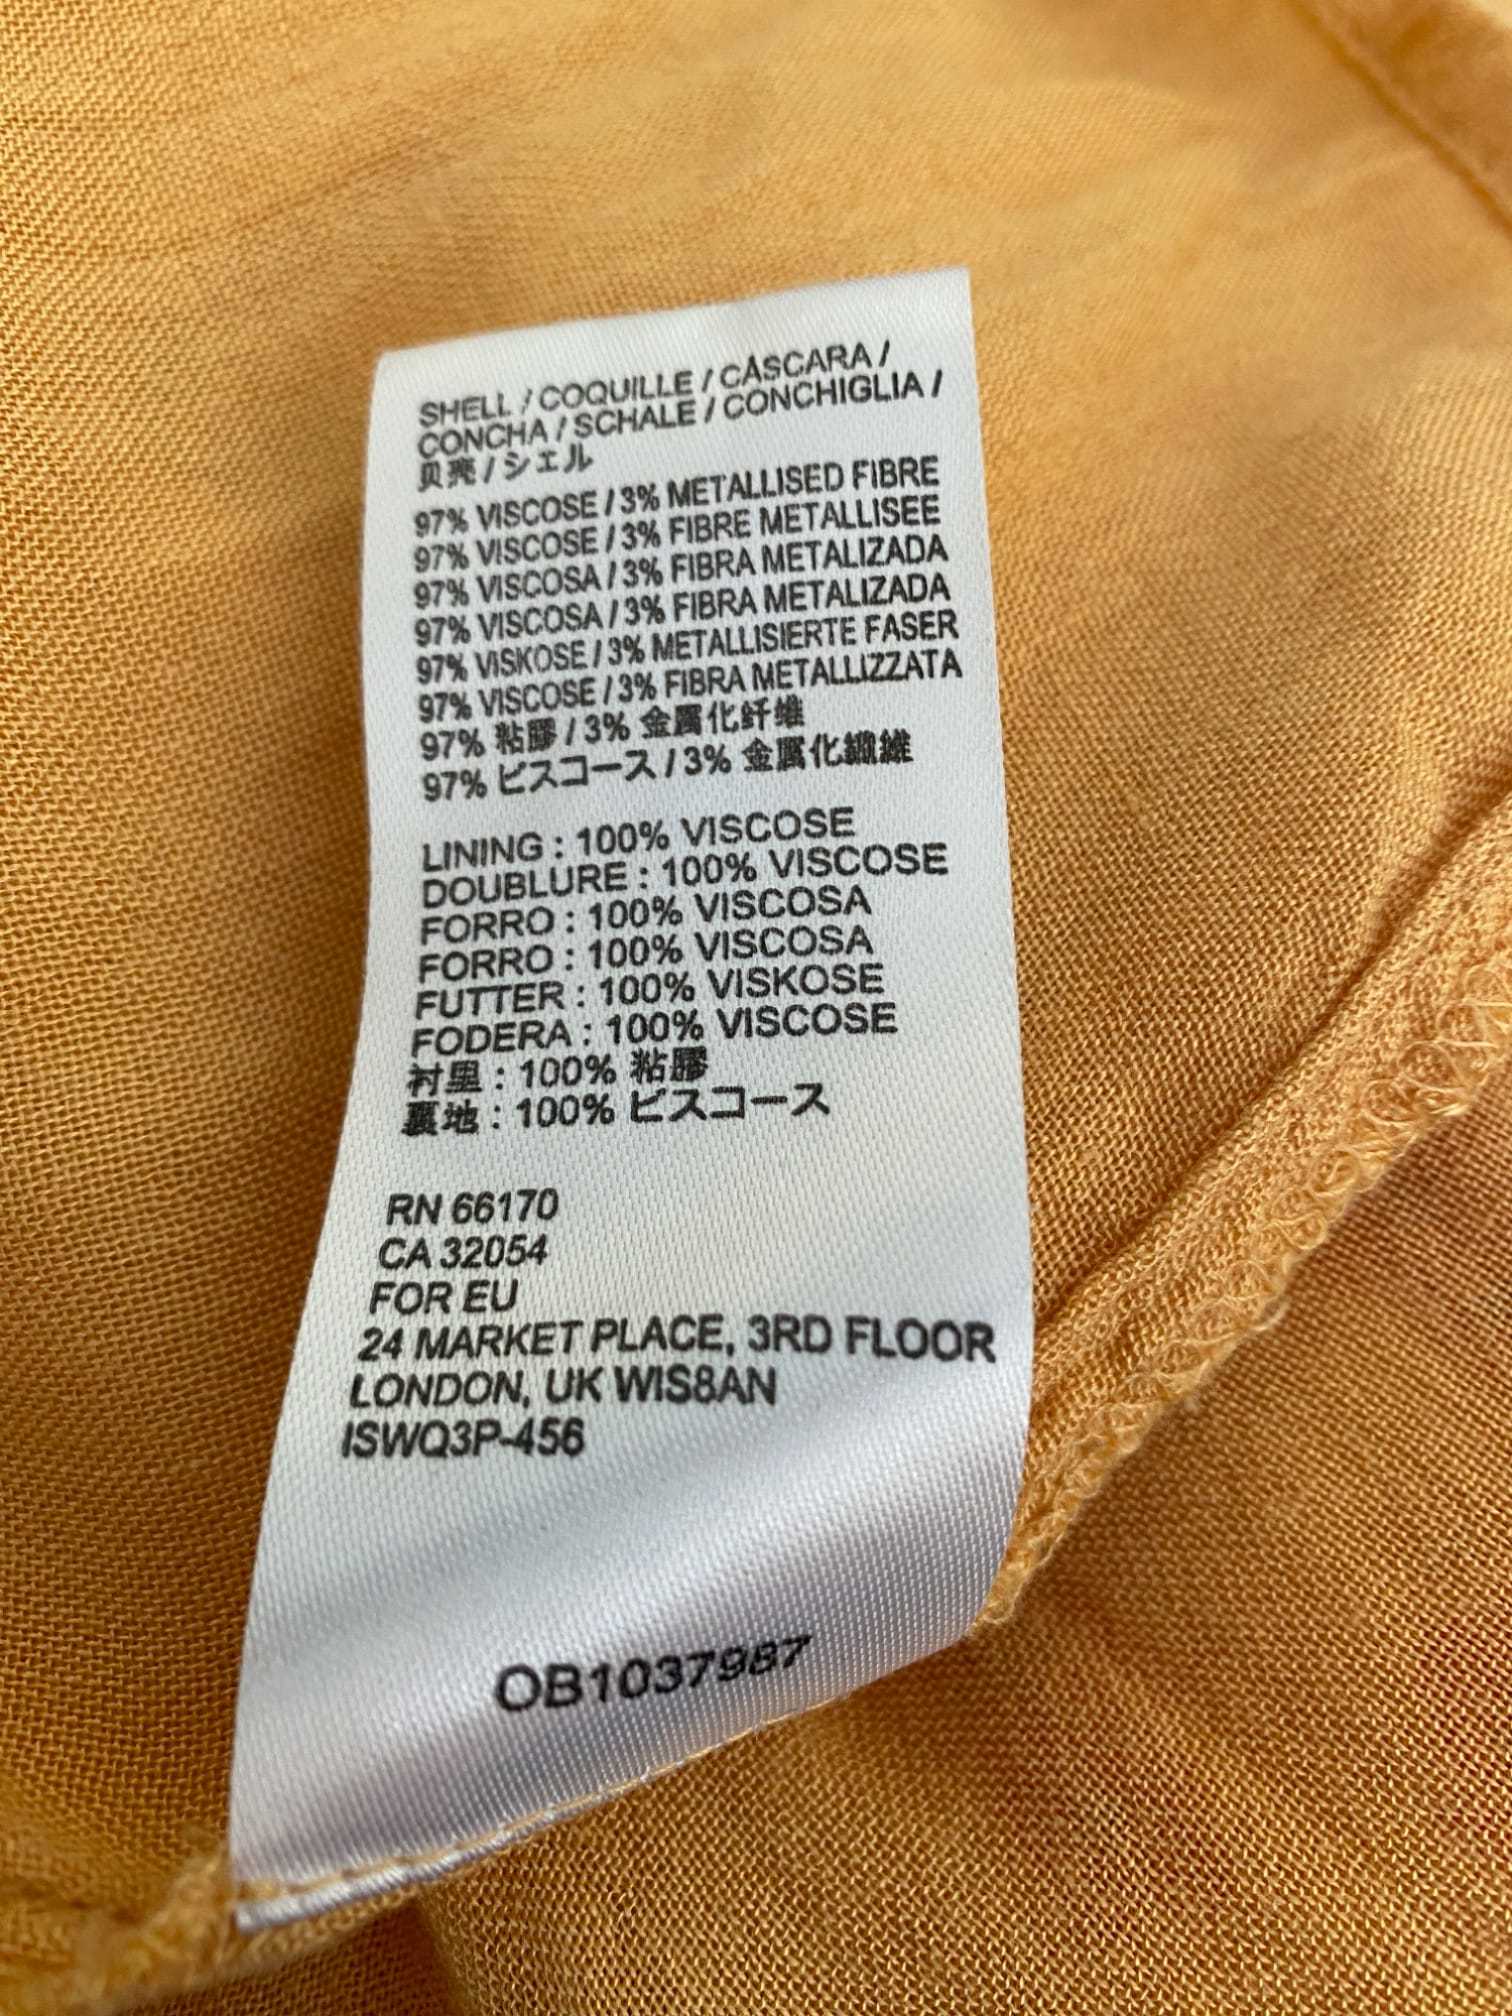 SHELL / COQUILLE / CÁSCARA /
CONCHA / SCHALE / CONCHIGLIA /
贝壳 / シェル
97% VISCOSE / 3% METALLISED FIBRE
97% VISCOSE / 3% FIBRE METALLISEE
97% VISCOSA / 3% FIBRA METALIZADA
97% VISCOSA / 3% FIBRA METALIZADA
97% VISKOSE / 3% METALLISIERTE FASER
97% VISCOSE / 3% FIBRA METALLIZZATA
97% 粘膠 / 3% 金属化纤维
97% ビスコース / 3% 金属化繊維
LINING : 100% VISCOSE
DOUBLURE : 100% VISCOSE
FORRO : 100% VISCOSA
FORRO : 100% VISCOSA
FUTTER : 100% VISKOSE
FODERA : 100% VISCOSE
衬里 : 100% 粘膠
裏地 : 100% ビスコース
RN 66170
CA 32054
FOR EU
24 MARKET PLACE, 3RD FLOOR
LONDON, UK WIS8AN
ISWQ3P-456
OB1037987